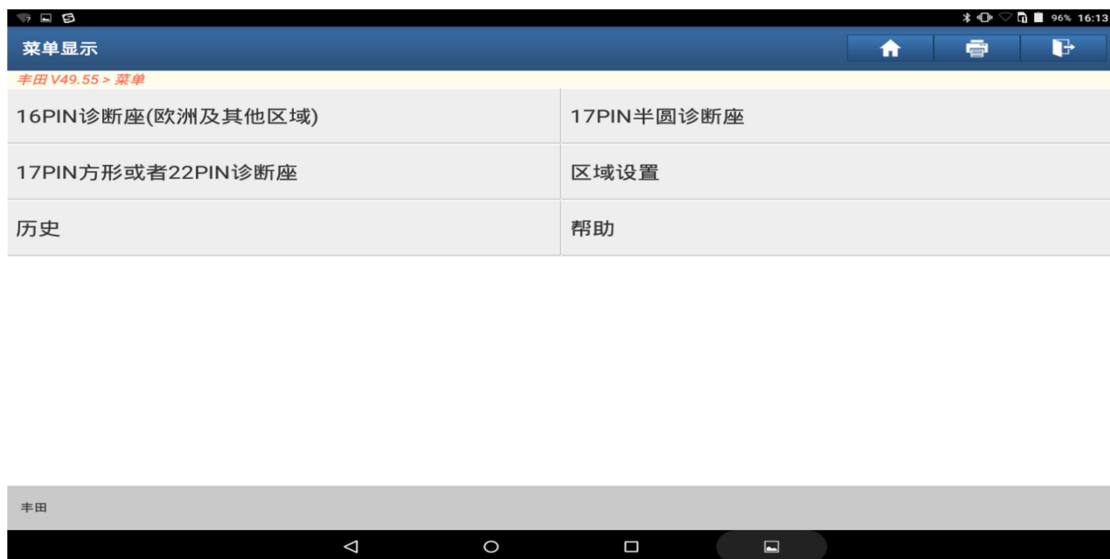 96% 16:13
菜单显示
丰田 V49.55 > 菜单
16PIN诊断座(欧洲及其他区域)
17PIN半圆诊断座
17PIN方形或者22PIN诊断座
区域设置
历史
帮助
丰田